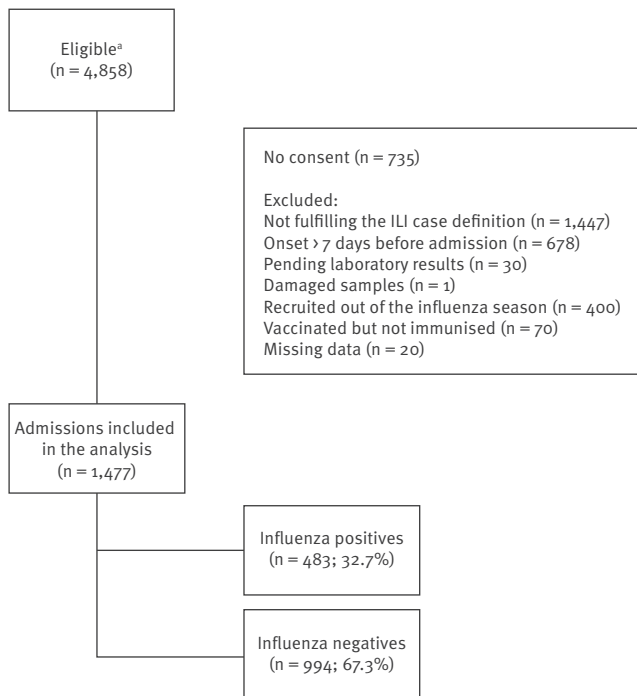 Eligibleᵃ
(n = 4,858)
No consent (n = 735)
Excluded:
Not fulfilling the ILI case definition (n = 1,447)
Onset > 7 days before admission (n = 678)
Pending laboratory results (n = 30)
Damaged samples (n = 1)
Recruited out of the influenza season (n = 400)
Vaccinated but not immunised (n = 70)
Missing data (n = 20)
Admissions included
in the analysis
(n = 1,477)
Influenza positives
(n = 483; 32.7%)
Influenza negatives
(n = 994; 67.3%)